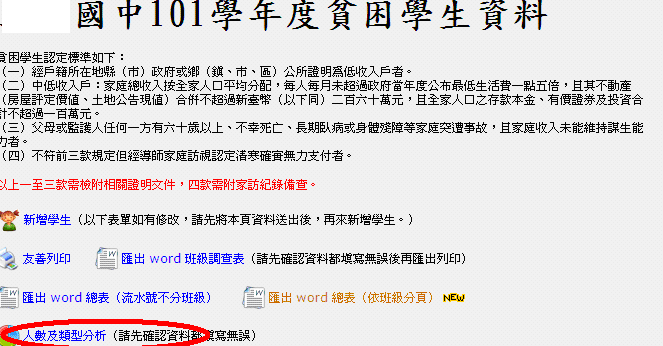 國中101學年度貧困學生資料
貧困學生認定標準如下：
（一）經戶籍所在地縣（市）政府或鄉（鎮、市、區）公所證明為低收入戶者。
（二）中低收入戶：家庭總收入按全家人口平均分配，每人每月未超過政府當年度公布最低生活費一點五倍，且其不動產
（房屋評定價值、土地公告現值）合併不超過新臺幣（以下同）二百六十萬元，且全家人口之存款本金、有價證券及投資合
計不超過一百萬元。
（三）父母或監護人任何一方有六十歲以上、不幸死亡、長期臥病或身體殘障等家庭突遭事故，且家庭收入未能維持謀生能
力者。
（四）不符前三款規定但經導師家庭訪視認定清寒確實無力支付者。
以上一至三款需檢附相關證明文件，四款需附家訪紀錄備查。
新增學生（以下表單如有修改，請先將本頁資料送出後，再來新增學生。）
友善列印 匯出 word 班級調查表（請先確認資料都填寫無誤後再匯出列印）
匯出 word 總表（流水號不分班級） 匯出 word 總表（依班級分頁） NEW
人數及類型分析（請先確認資料都填寫無誤）